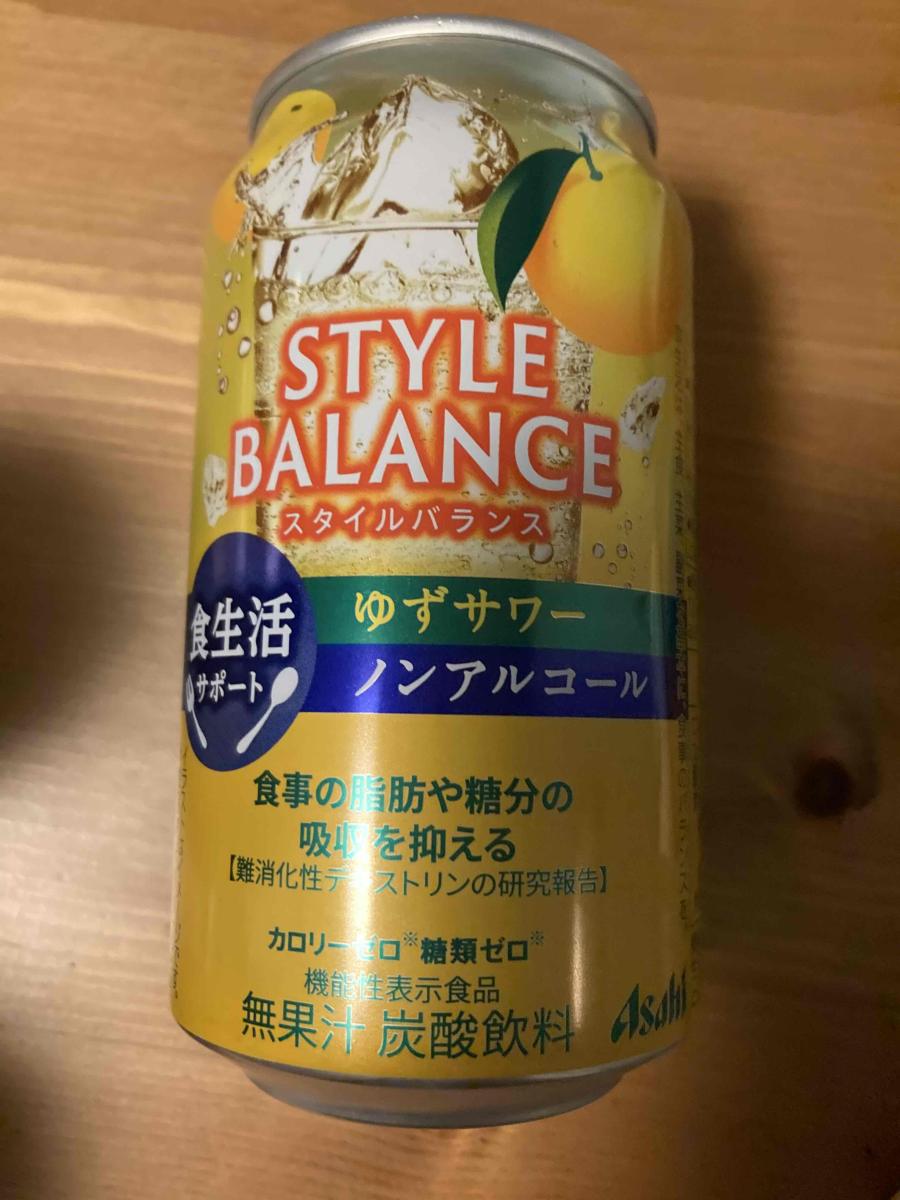 STYLE
BALANCE
スタイルバランス
食生活
サポート
ゆずサワー
ノンアルコール
食事の脂肪や糖分の
吸収を抑える
【難消化性デキストリンの研究報告】
カロリーゼロ※糖類ゼロ※
機能性表示食品
無果汁 炭酸飲料
Asahi